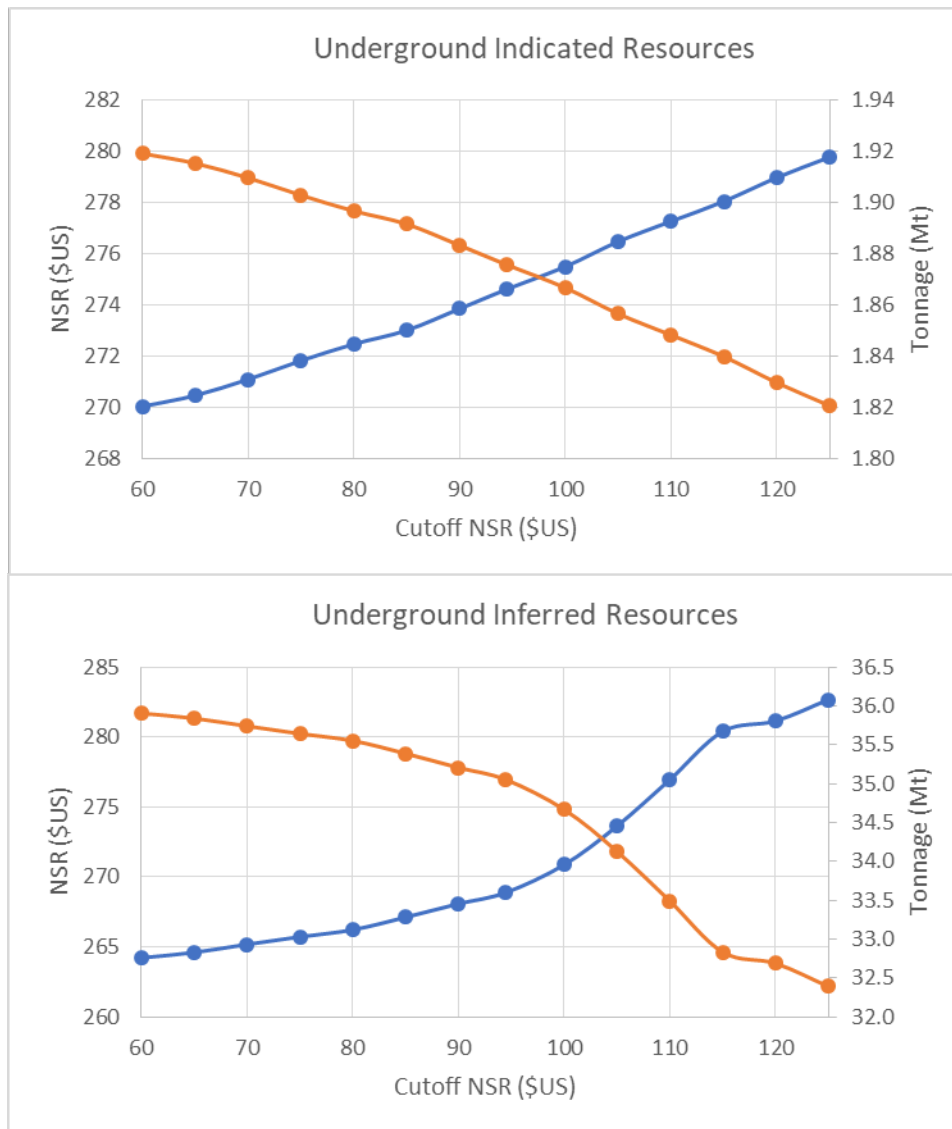 Underground Indicated Resources
282 1.94
280 1.92
278 1.90
276 1.88
274 1.86
272 1.84
270 1.82
268 1.80
NSR ($US)
Tonnage (Mt)
60 70 80 90 100 110 120
Cutoff NSR ($US)
Underground Inferred Resources
285 36.5
36.0
280 35.5
35.0
275 34.5
270 34.0
33.5
265 33.0
32.5
260 32.0
NSR ($US)
Tonnage (Mt)
60 70 80 90 100 110 120
Cutoff NSR ($US)